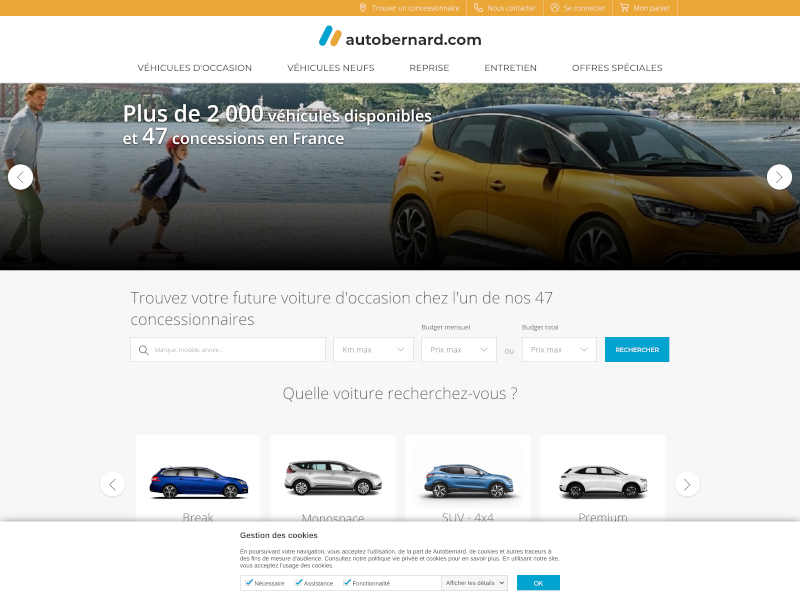 Trouver un concessionnaire
Nous contacter
Se connecter
Mon panier
autobernard.com
VÉHICULES D'OCCASION
VÉHICULES NEUFS
REPRISE
ENTRETIEN
OFFRES SPÉCIALES
Plus de 2 000 véhicules disponibles
et 47 concessions en France
Trouvez votre future voiture d'occasion chez l'un de nos 47
concessionnaires
Budget mensuel
Budget total
Marque, modèle, année...
Km max
Prix max
ou
Prix max
RECHERCHER
Quelle voiture recherchez-vous ?
Break
Monospace
SUV - 4x4
Premium
Gestion des cookies
En poursuivant votre navigation, vous acceptez l'utilisation, de la part de Autobernard, de cookies et autres traceurs à
des fins de mesure d'audience. Consultez notre politique vie privée et cookies pour en savoir plus. En utilisant notre site,
vous acceptez l'usage des cookies.
Nécessaire
Assistance
Fonctionnalité
Afficher les détails
OK